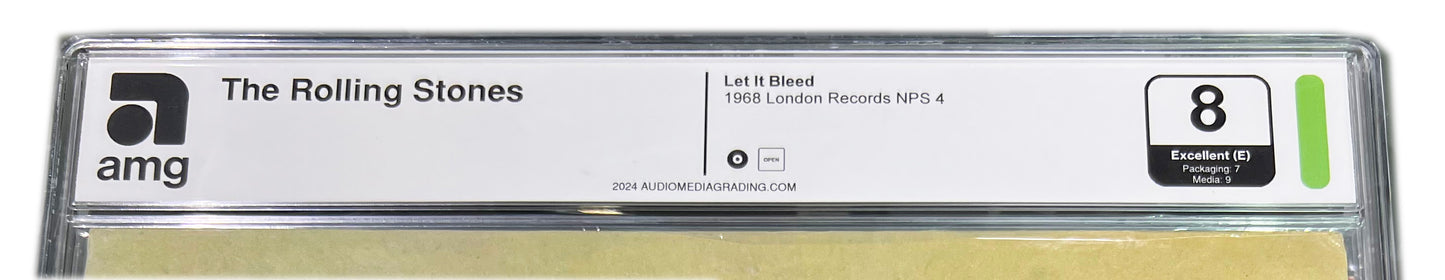 amg
The Rolling Stones
Let It Bleed
1968 London Records NPS 4
OPEN
2024 AUDIOMEDIAGRADING.COM
8
Excellent (E)
Packaging: 7
Media: 9